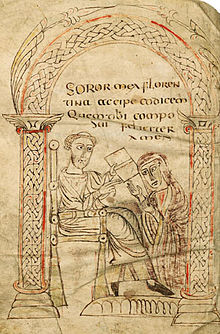 SOROR mea FLOREN
tina accipe codicem
Quem tibi compo
sui feliciter
amen